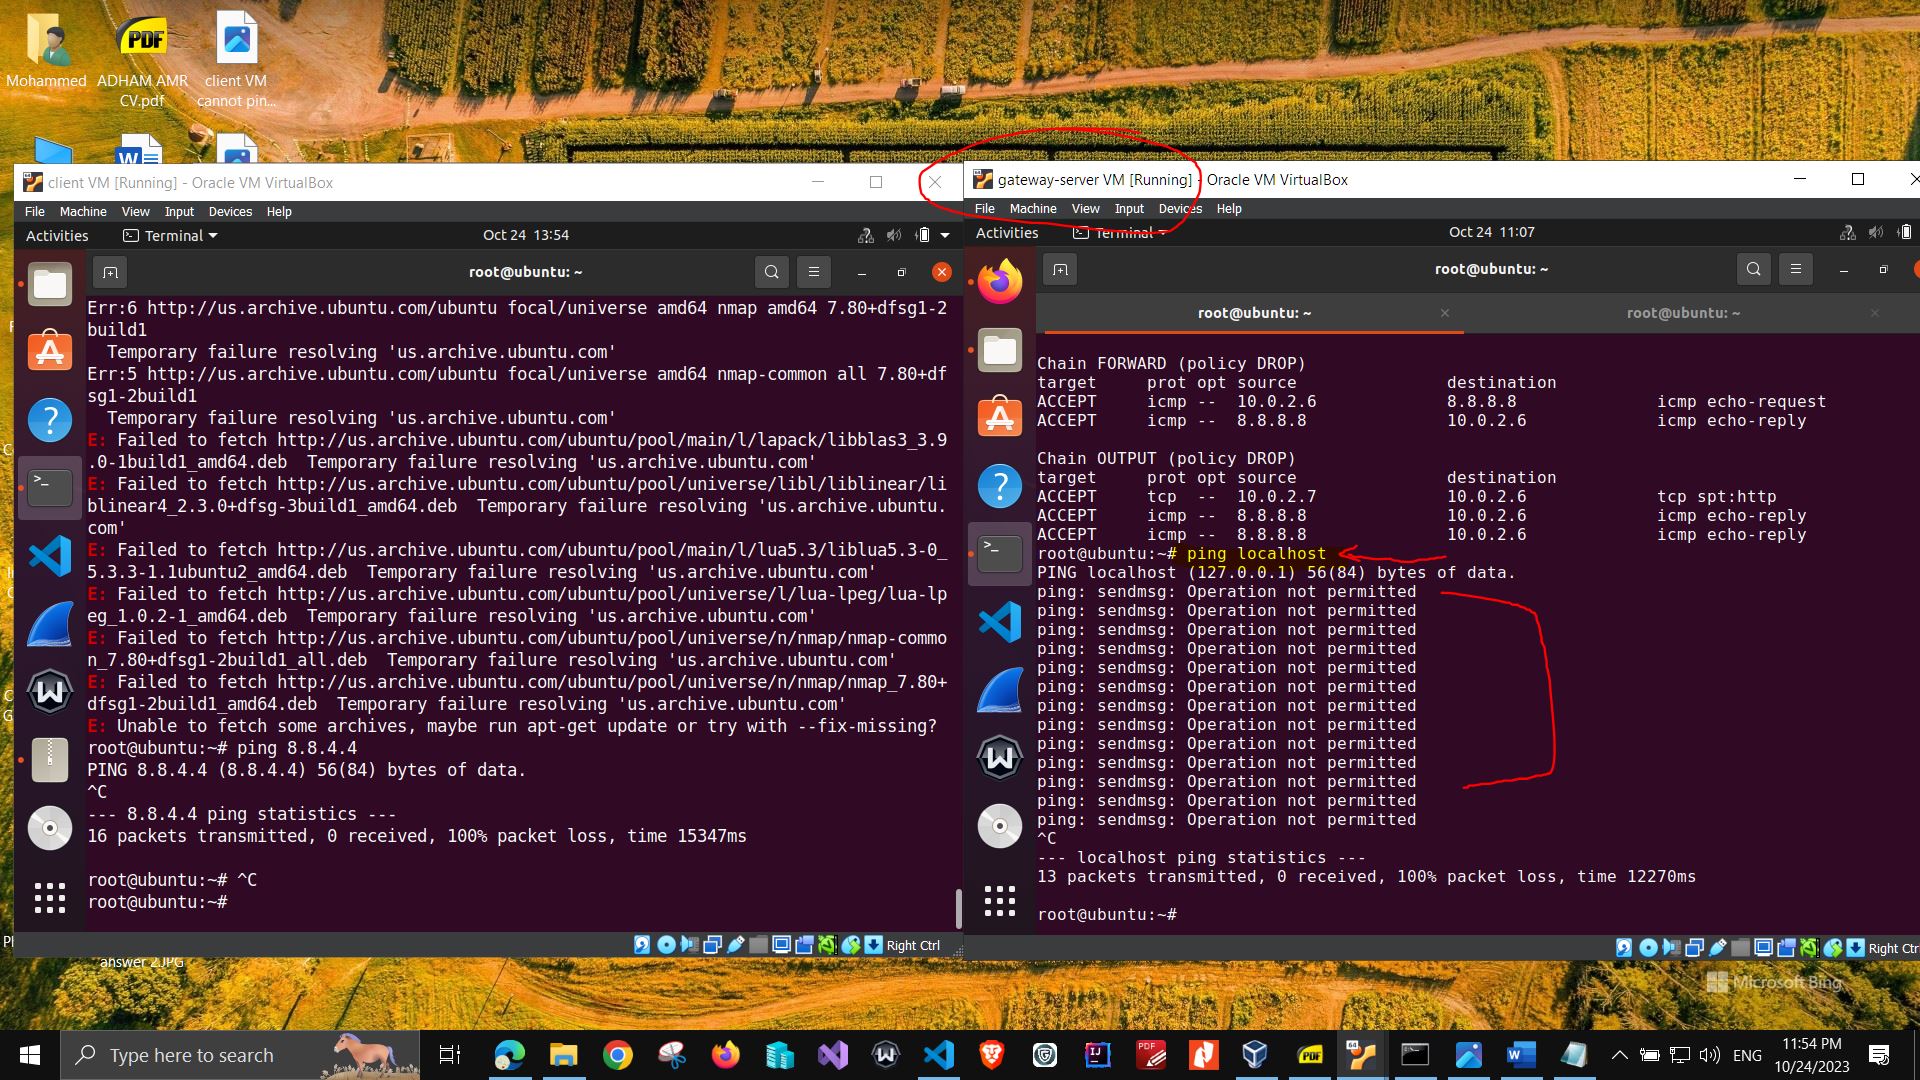 Mohammed
ADHAM AMR
CV.pdf
client VM
cannot pin...
client VM [Running] - Oracle VM VirtualBox
File Machine View Input Devices Help
Activities Terminal Oct 24 13:54
root@ubuntu: ~
Err:6 http://us.archive.ubuntu.com/ubuntu focal/universe amd64 nmap amd64 7.80+dfsg1-2
build1
Temporary failure resolving 'us.archive.ubuntu.com'
Err:5 http://us.archive.ubuntu.com/ubuntu focal/universe amd64 nmap-common all 7.80+df
sg1-2build1
Temporary failure resolving 'us.archive.ubuntu.com'
E: Failed to fetch http://us.archive.ubuntu.com/ubuntu/pool/main/l/lapack/libblas3_3.9
.0-1build1_amd64.deb Temporary failure resolving 'us.archive.ubuntu.com'
E: Failed to fetch http://us.archive.ubuntu.com/ubuntu/pool/universe/libl/liblinear/li
blinear4_2.3.0+dfsg-3build1_amd64.deb Temporary failure resolving 'us.archive.ubuntu.
com'
E: Failed to fetch http://us.archive.ubuntu.com/ubuntu/pool/main/l/lua5.3/liblua5.3-0_
5.3.3-1.1ubuntu2_amd64.deb Temporary failure resolving 'us.archive.ubuntu.com'
E: Failed to fetch http://us.archive.ubuntu.com/ubuntu/pool/universe/l/lua-lpeg/lua-lp
eg_1.0.2-1_amd64.deb Temporary failure resolving 'us.archive.ubuntu.com'
E: Failed to fetch http://us.archive.ubuntu.com/ubuntu/pool/universe/n/nmap/nmap-commo
n_7.80+dfsg1-2build1_all.deb Temporary failure resolving 'us.archive.ubuntu.com'
E: Failed to fetch http://us.archive.ubuntu.com/ubuntu/pool/universe/n/nmap/nmap_7.80+
dfsg1-2build1_amd64.deb Temporary failure resolving 'us.archive.ubuntu.com'
E: Unable to fetch some archives, maybe run apt-get update or try with --fix-missing?
root@ubuntu:~# ping 8.8.4.4
PING 8.8.4.4 (8.8.4.4) 56(84) bytes of data.
^C
--- 8.8.4.4 ping statistics ---
16 packets transmitted, 0 received, 100% packet loss, time 15347ms
root@ubuntu:~# ^C
root@ubuntu:~#
Right Ctrl
answer 2JPG
gateway-server VM [Running] - Oracle VM VirtualBox
File Machine View Input Devices Help
Activities Terminal Oct 24 11:07
root@ubuntu: ~
root@ubuntu: ~ × root@ubuntu: ~ ×
Chain FORWARD (policy DROP)
target prot opt source destination
ACCEPT icmp -- 10.0.2.6 8.8.8.8 icmp echo-request
ACCEPT icmp -- 8.8.8.8 10.0.2.6 icmp echo-reply
Chain OUTPUT (policy DROP)
target prot opt source destination
ACCEPT tcp -- 10.0.2.7 10.0.2.6 tcp spt:http
ACCEPT icmp -- 8.8.8.8 10.0.2.6 icmp echo-reply
ACCEPT icmp -- 8.8.8.8 10.0.2.6 icmp echo-reply
root@ubuntu:~# ping localhost
PING localhost (127.0.0.1) 56(84) bytes of data.
ping: sendmsg: Operation not permitted
ping: sendmsg: Operation not permitted
ping: sendmsg: Operation not permitted
ping: sendmsg: Operation not permitted
ping: sendmsg: Operation not permitted
ping: sendmsg: Operation not permitted
ping: sendmsg: Operation not permitted
ping: sendmsg: Operation not permitted
ping: sendmsg: Operation not permitted
ping: sendmsg: Operation not permitted
ping: sendmsg: Operation not permitted
ping: sendmsg: Operation not permitted
ping: sendmsg: Operation not permitted
^C
--- localhost ping statistics ---
13 packets transmitted, 0 received, 100% packet loss, time 12270ms
root@ubuntu:~#
Right Ctr
Microsoft Bing
Type here to search
ENG
11:54 PM
10/24/2023